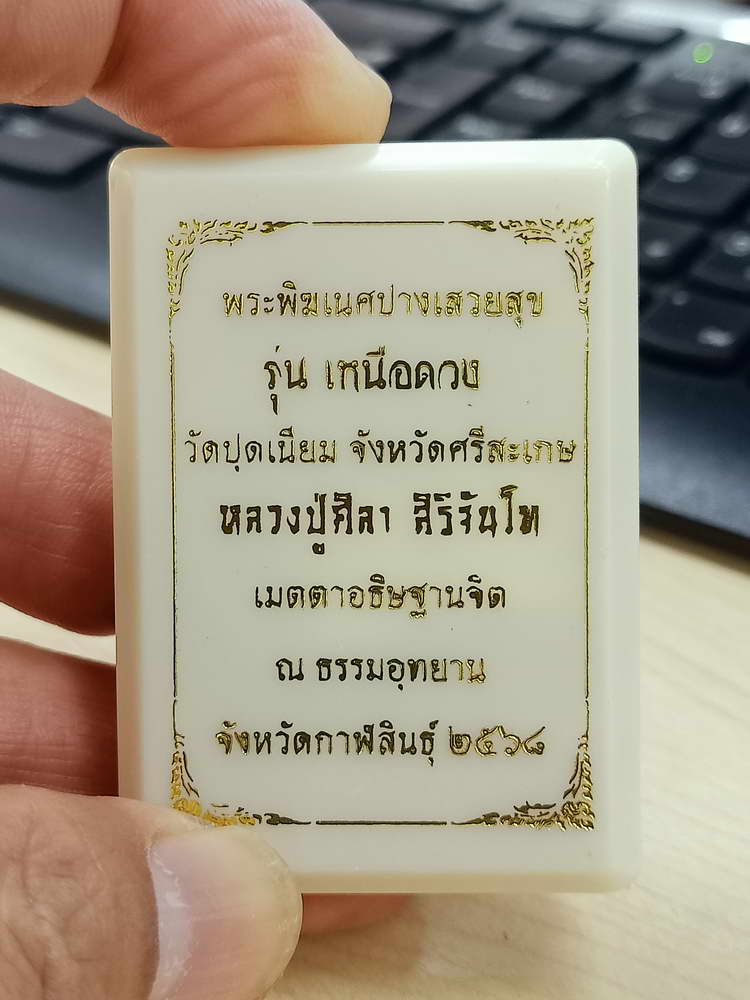 พระพิฆเนศปางเสวยสุข
รุ่น เหนือดวง
วัดปุดเนียม จังหวัดศรีสะเกษ
หลวงปู่ศิลา สิริจันโท
เมตตาอธิษฐานจิต
ณ ธรรมอุทยาน
จังหวัดกาฬสินธุ์ ๒๕๖๘